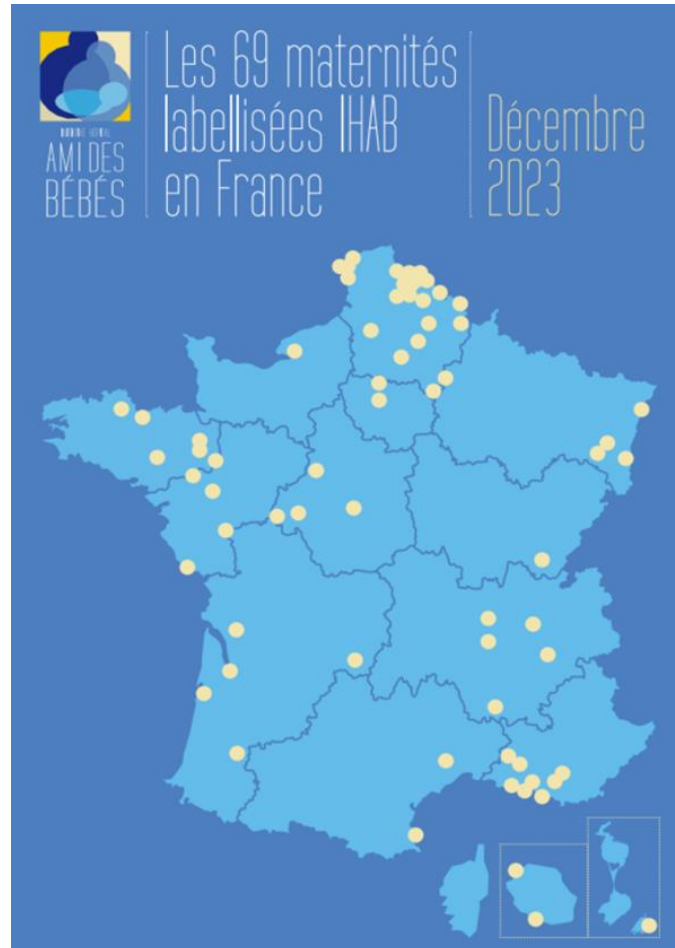 AMI DES
BÉBÉS
Les 69 maternités
labellisées IHAB
en France
Décembre
2023